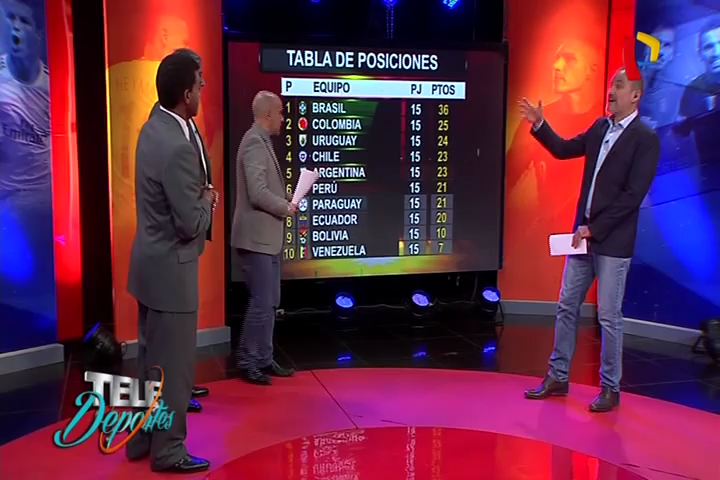 TABLA DE POSICIONES
P EQUIPO PJ PTOS
1 BRASIL 15 36
2 COLOMBIA 15 25
3 URUGUAY 15 24
4 CHILE 15 23
5 ARGENTINA 15 23
6 PERÚ 15 21
7 PARAGUAY 15 21
8 ECUADOR 15 20
9 BOLIVIA 15 10
10 VENEZUELA 15 7
TELE
Deportes